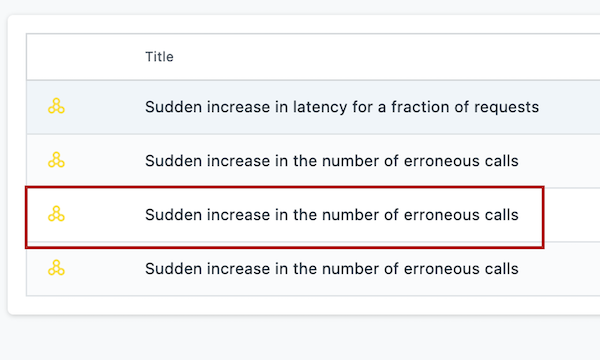 Title
Sudden increase in latency for a fraction of requests
Sudden increase in the number of erroneous calls
Sudden increase in the number of erroneous calls
Sudden increase in the number of erroneous calls